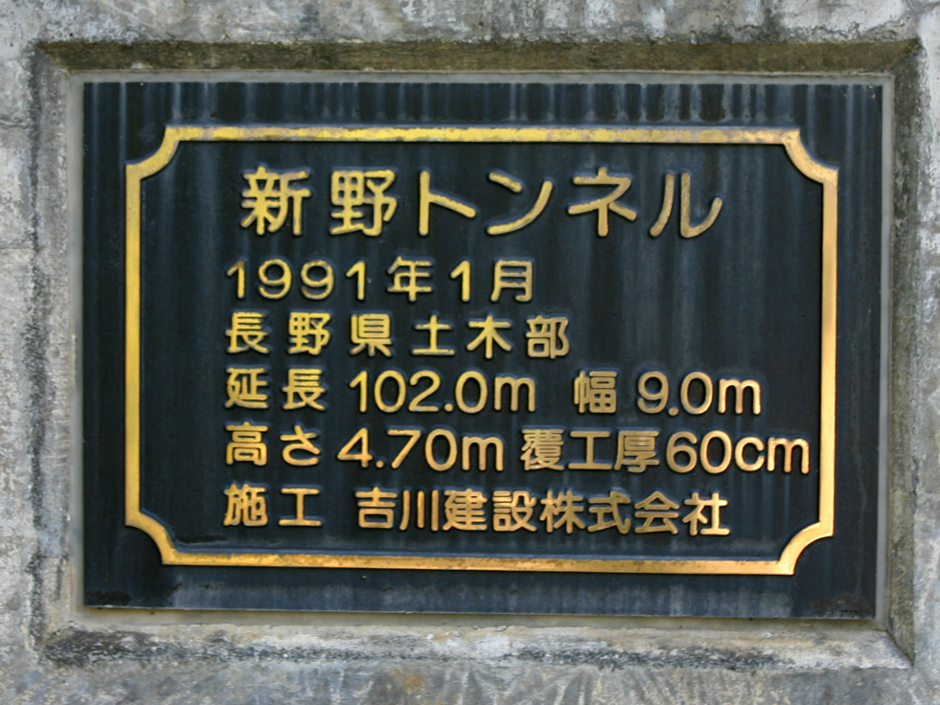 新野トンネル
1991年1月
長野県土木部
延長 102.0m 幅 9.0m
高さ 4.70m 覆工厚60cm
施工 吉川建設株式会社